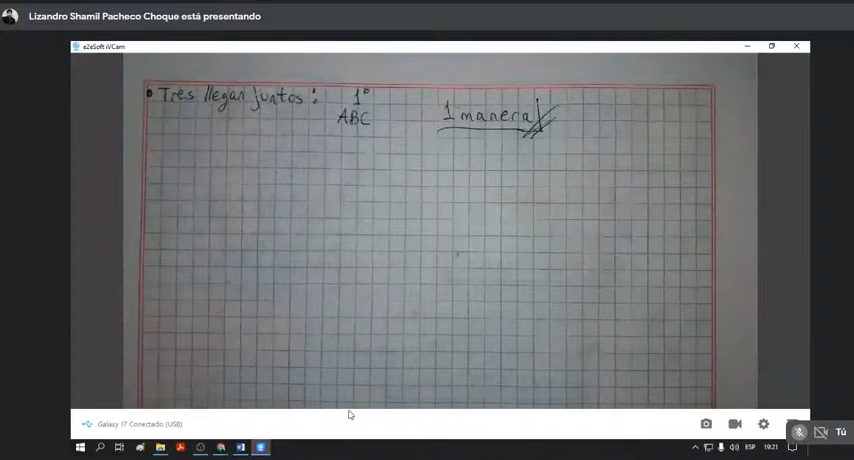 Lizandro Shamil Pacheco Choque está presentando
e2eSoft iVCam
Tres llegan juntos : 1°
ABC
1 manera
Galaxy J7 Conectado (USB)
Tú
ESP
19:21